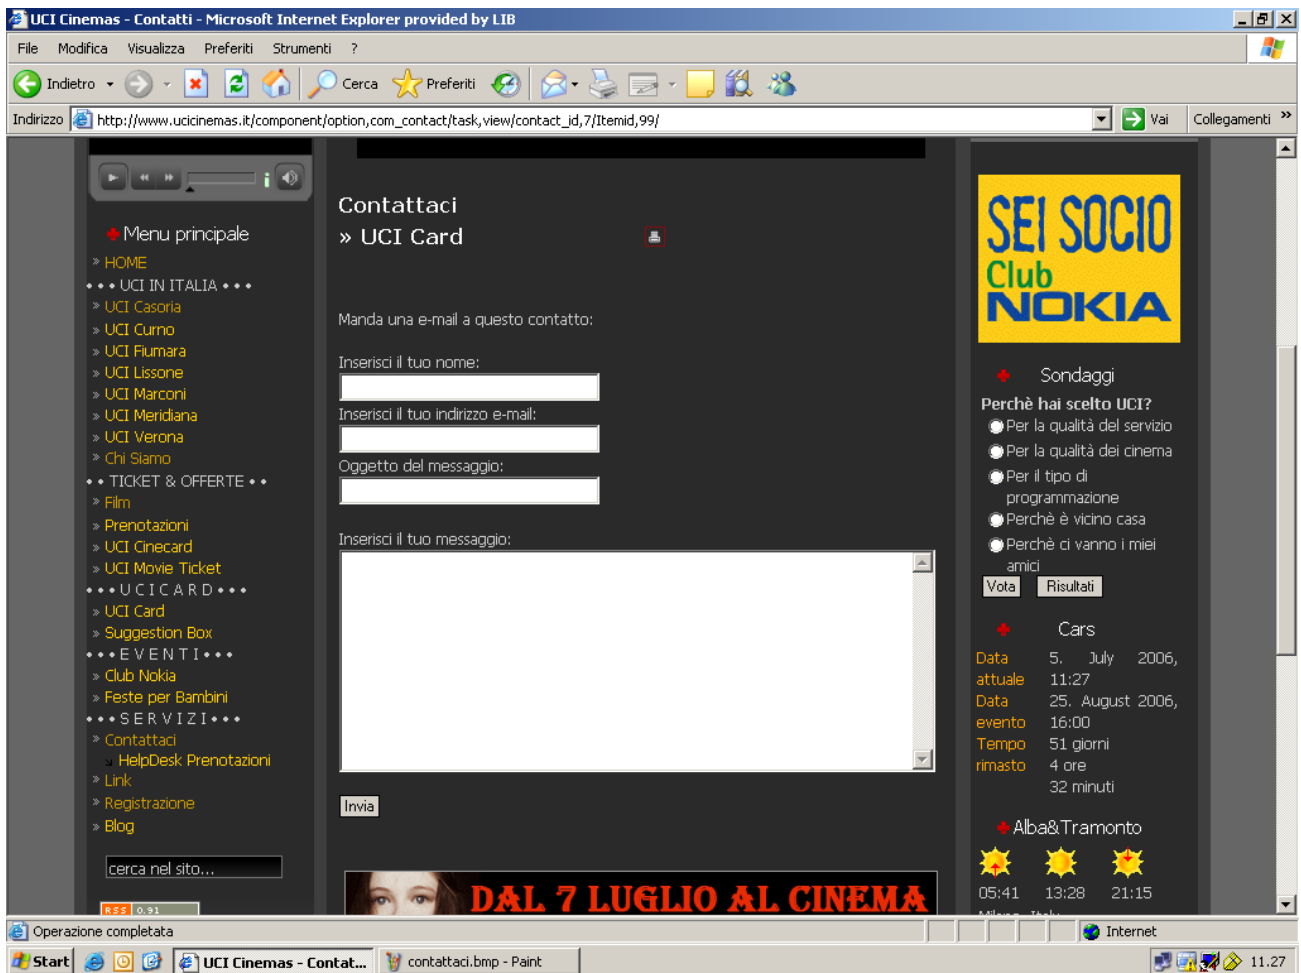 UCI Cinemas - Contatti - Microsoft Internet Explorer provided by LIB
File Modifica Visualizza Preferiti Strumenti ?
Indietro Cerca Preferiti
Indirizzo http://www.ucicinemas.it/component/option,com_contact/task,view/contact_id,7/Itemid,99/ Vai Collegamenti »
Menu principale
» HOME
• • • UCI IN ITALIA • • •
» UCI Casoria
» UCI Curno
» UCI Fiumara
» UCI Lissone
» UCI Marconi
» UCI Meridiana
» UCI Verona
» Chi Siamo
• • TICKET & OFFERTE • •
» Film
» Prenotazioni
» UCI Cinecard
» UCI Movie Ticket
• • • U C I C A R D • • •
» UCI Card
» Suggestion Box
• • • E V E N T I • • •
» Club Nokia
» Feste per Bambini
• • • S E R V I Z I • • •
» Contattaci
HelpDesk Prenotazioni
» Link
» Registrazione
» Blog
cerca nel sito...
RSS 0.91
Contattaci
» UCI Card
Manda una e-mail a questo contatto:
Inserisci il tuo nome:
Inserisci il tuo indirizzo e-mail:
Oggetto del messaggio:
Inserisci il tuo messaggio:
Invia
DAL 7 LUGLIO AL CINEMA
SEI SOCIO
Club
NOKIA
Sondaggi
Perchè hai scelto UCI?
Per la qualità del servizio
Per la qualità dei cinema
Per il tipo di
programmazione
Perchè è vicino casa
Perchè ci vanno i miei
amici
Vota Risultati
Cars
Data 5. July 2006,
attuale 11:27
Data 25. August 2006,
evento 16:00
Tempo 51 giorni
rimasto 4 ore
32 minuti
Alba&Tramonto
05:41 13:28 21:15
Milano, Italy
Operazione completata Internet
Start UCI Cinemas - Contat... contattaci.bmp - Paint 11.27